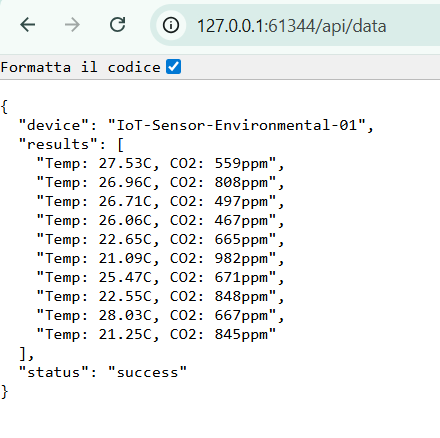 127.0.0.1:61344/api/data
Formatta il codice
{
  "device": "IoT-Sensor-Environmental-01",
  "results": [
    "Temp: 27.53C, CO2: 559ppm",
    "Temp: 26.96C, CO2: 808ppm",
    "Temp: 26.71C, CO2: 497ppm",
    "Temp: 26.06C, CO2: 467ppm",
    "Temp: 22.65C, CO2: 665ppm",
    "Temp: 21.09C, CO2: 982ppm",
    "Temp: 25.47C, CO2: 671ppm",
    "Temp: 22.55C, CO2: 848ppm",
    "Temp: 28.03C, CO2: 667ppm",
    "Temp: 21.25C, CO2: 845ppm"
  ],
  "status": "success"
}